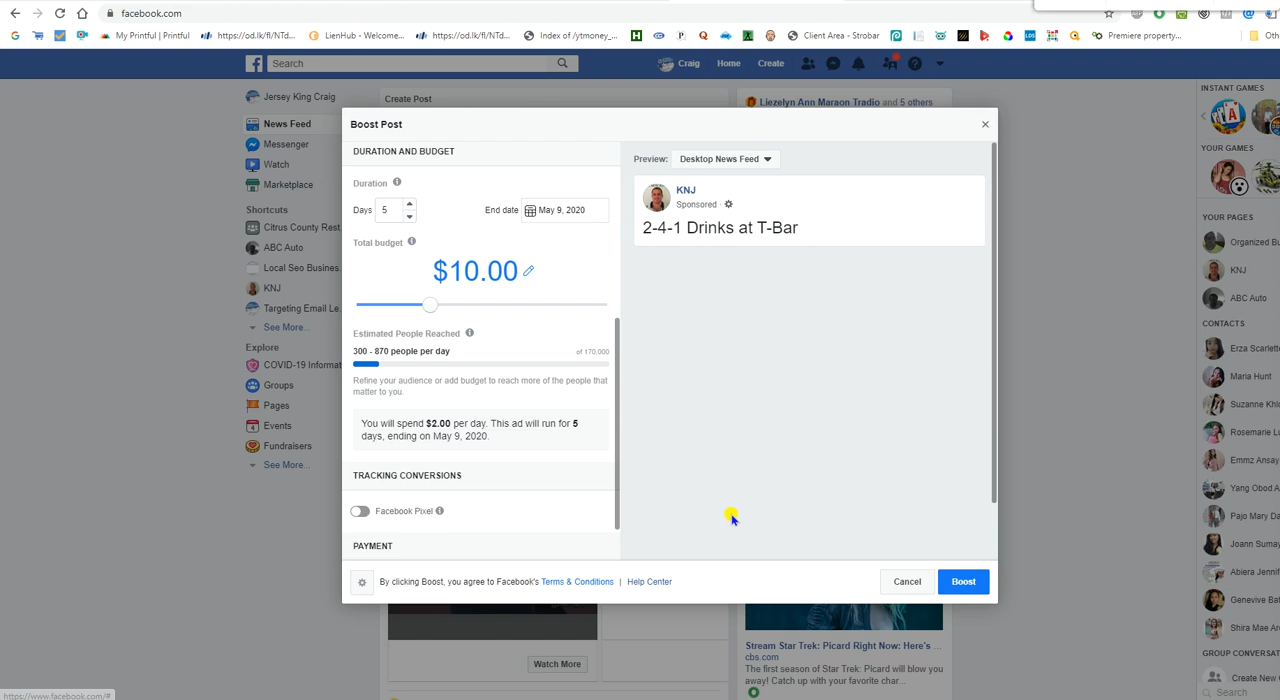 facebook.com
My Printful | Printful
https://od.lk/fl/NTd...
LienHub - Welcome...
https://od.lk/fl/NTd...
Index of /ytmoney_...
Client Area - Strobar
Premiere property...
Oth
Search
Craig
Home
Create
Jersey King Craig
News Feed
Messenger
Watch
Marketplace
Shortcuts
Citrus County Rest
ABC Auto
Local Seo Busines
KNJ
Targeting Email Le
See More...
Explore
COVID-19 Informat
Groups
Pages
Events
Fundraisers
See More...
Create Post
Liezelyn Ann Maraon Tradio and 5 others
Boost Post
DURATION AND BUDGET
Duration
Days 5
End date May 9, 2020
Total budget
$10.00
Estimated People Reached
300 - 870 people per day
of 170,000
Refine your audience or add budget to reach more of the people that
matter to you.
You will spend $2.00 per day. This ad will run for 5
days, ending on May 9, 2020.
TRACKING CONVERSIONS
Facebook Pixel
PAYMENT
Preview: Desktop News Feed
KNJ
Sponsored ·
2-4-1 Drinks at T-Bar
By clicking Boost, you agree to Facebook's Terms & Conditions | Help Center
Cancel
Boost
Watch More
Stream Star Trek: Picard Right Now: Here's ...
cbs.com
The first season of Star Trek: Picard will blow you
away! Catch up with your favorite char...
INSTANT GAMES
YOUR GAMES
YOUR PAGES
Organized Bu
KNJ
ABC Auto
CONTACTS
Erza Scarlette
Maria Hunt
Suzanne Kho
Rosemarie Lu
Emmz Ansay
Yang Obod A
Pajo Mary Da
Joann Sumay
Abiera Jennif
Genevive Bat
Shira Mae Ar
GROUP CONVERSAT
Create New
Search
https://www.facebook.com/#